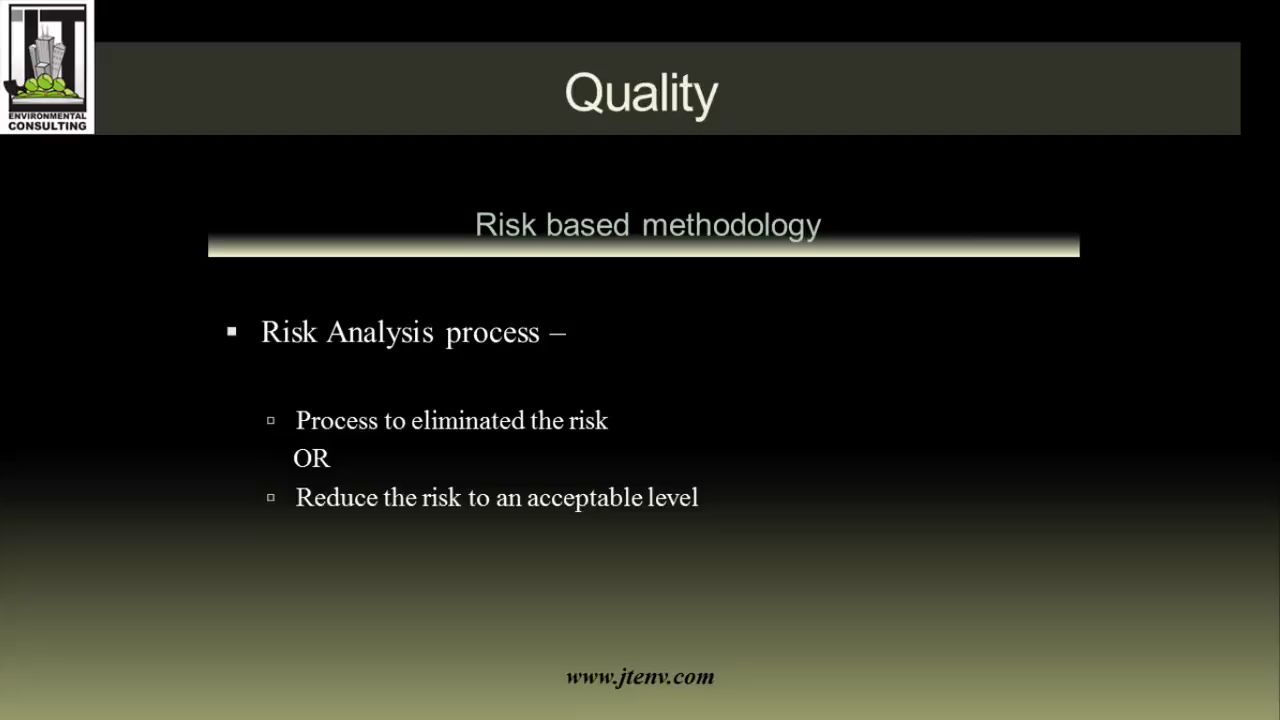 JT
ENVIRONMENTAL
CONSULTING
Quality
Risk based methodology
Risk Analysis process –
Process to eliminated the risk
OR
Reduce the risk to an acceptable level
www.jtenv.com